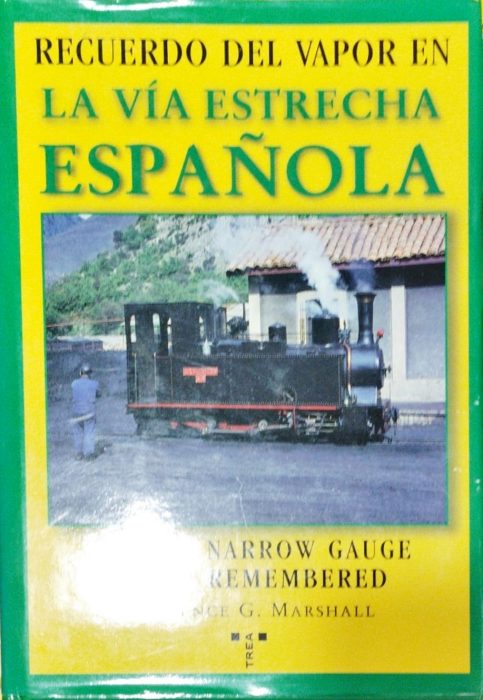 RECUERDO DEL VAPOR EN
LA VÍA ESTRECHA
ESPAÑOLA
NARROW GAUGE
REMEMBERED
G. MARSHALL
TREA